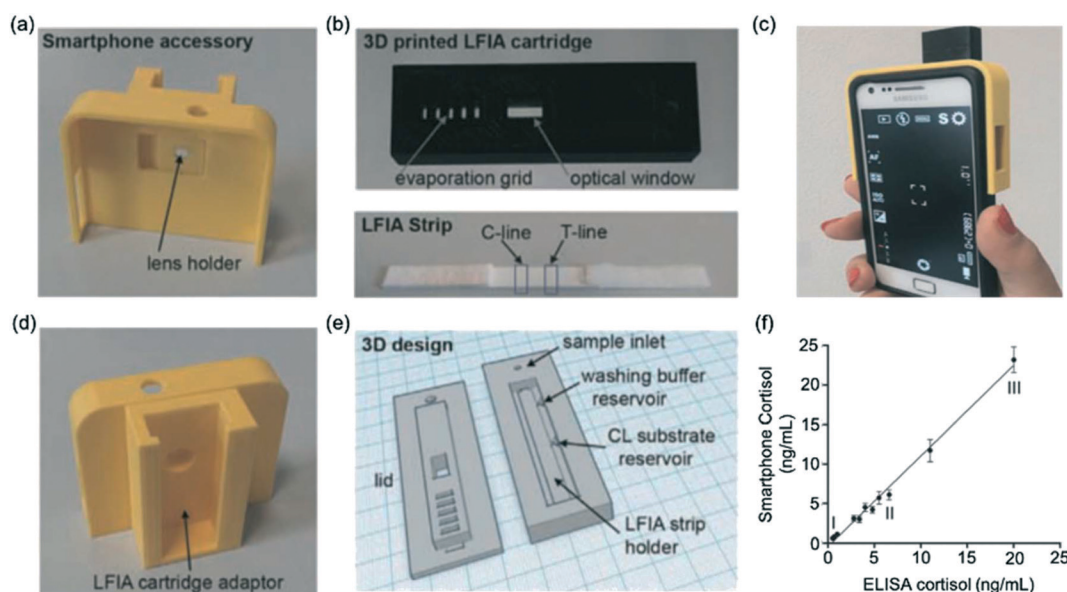 (a)
Smartphone accessory
lens holder
(b)
3D printed LFIA cartridge
evaporation grid
optical window
LFIA Strip
C-line
T-line
(c)
SAMSUNG
S
AF
(d)
LFIA cartridge adaptor
(e)
3D design
sample inlet
washing buffer
reservoir
CL substrate
reservoir
lid
LFIA strip
holder
(f)
Smartphone Cortisol
(ng/mL)
25
20
15
10
5
0
I
II
III
0
5
10
15
20
25
ELISA cortisol (ng/mL)